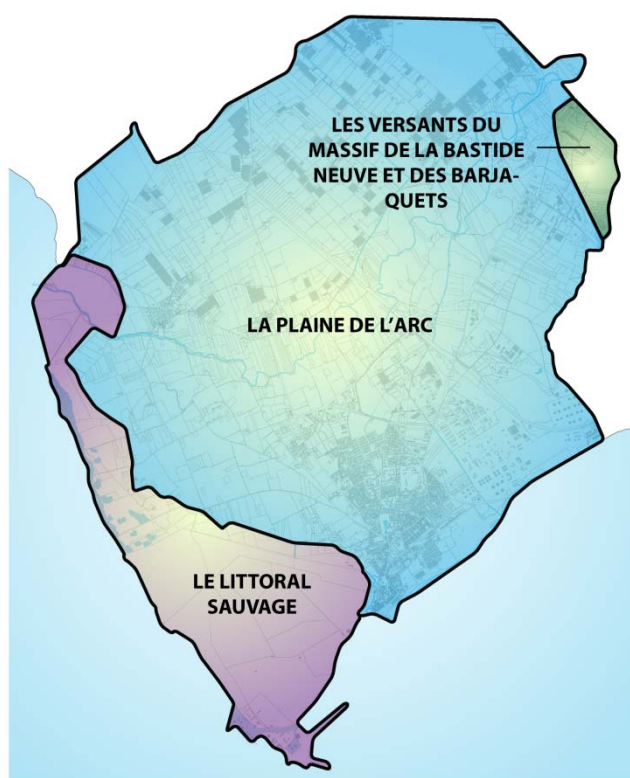 LES VERSANTS DU
MASSIF DE LA BASTIDE
NEUVE ET DES BARJA-
QUETS
LA PLAINE DE L’ARC
LE LITTORAL
SAUVAGE